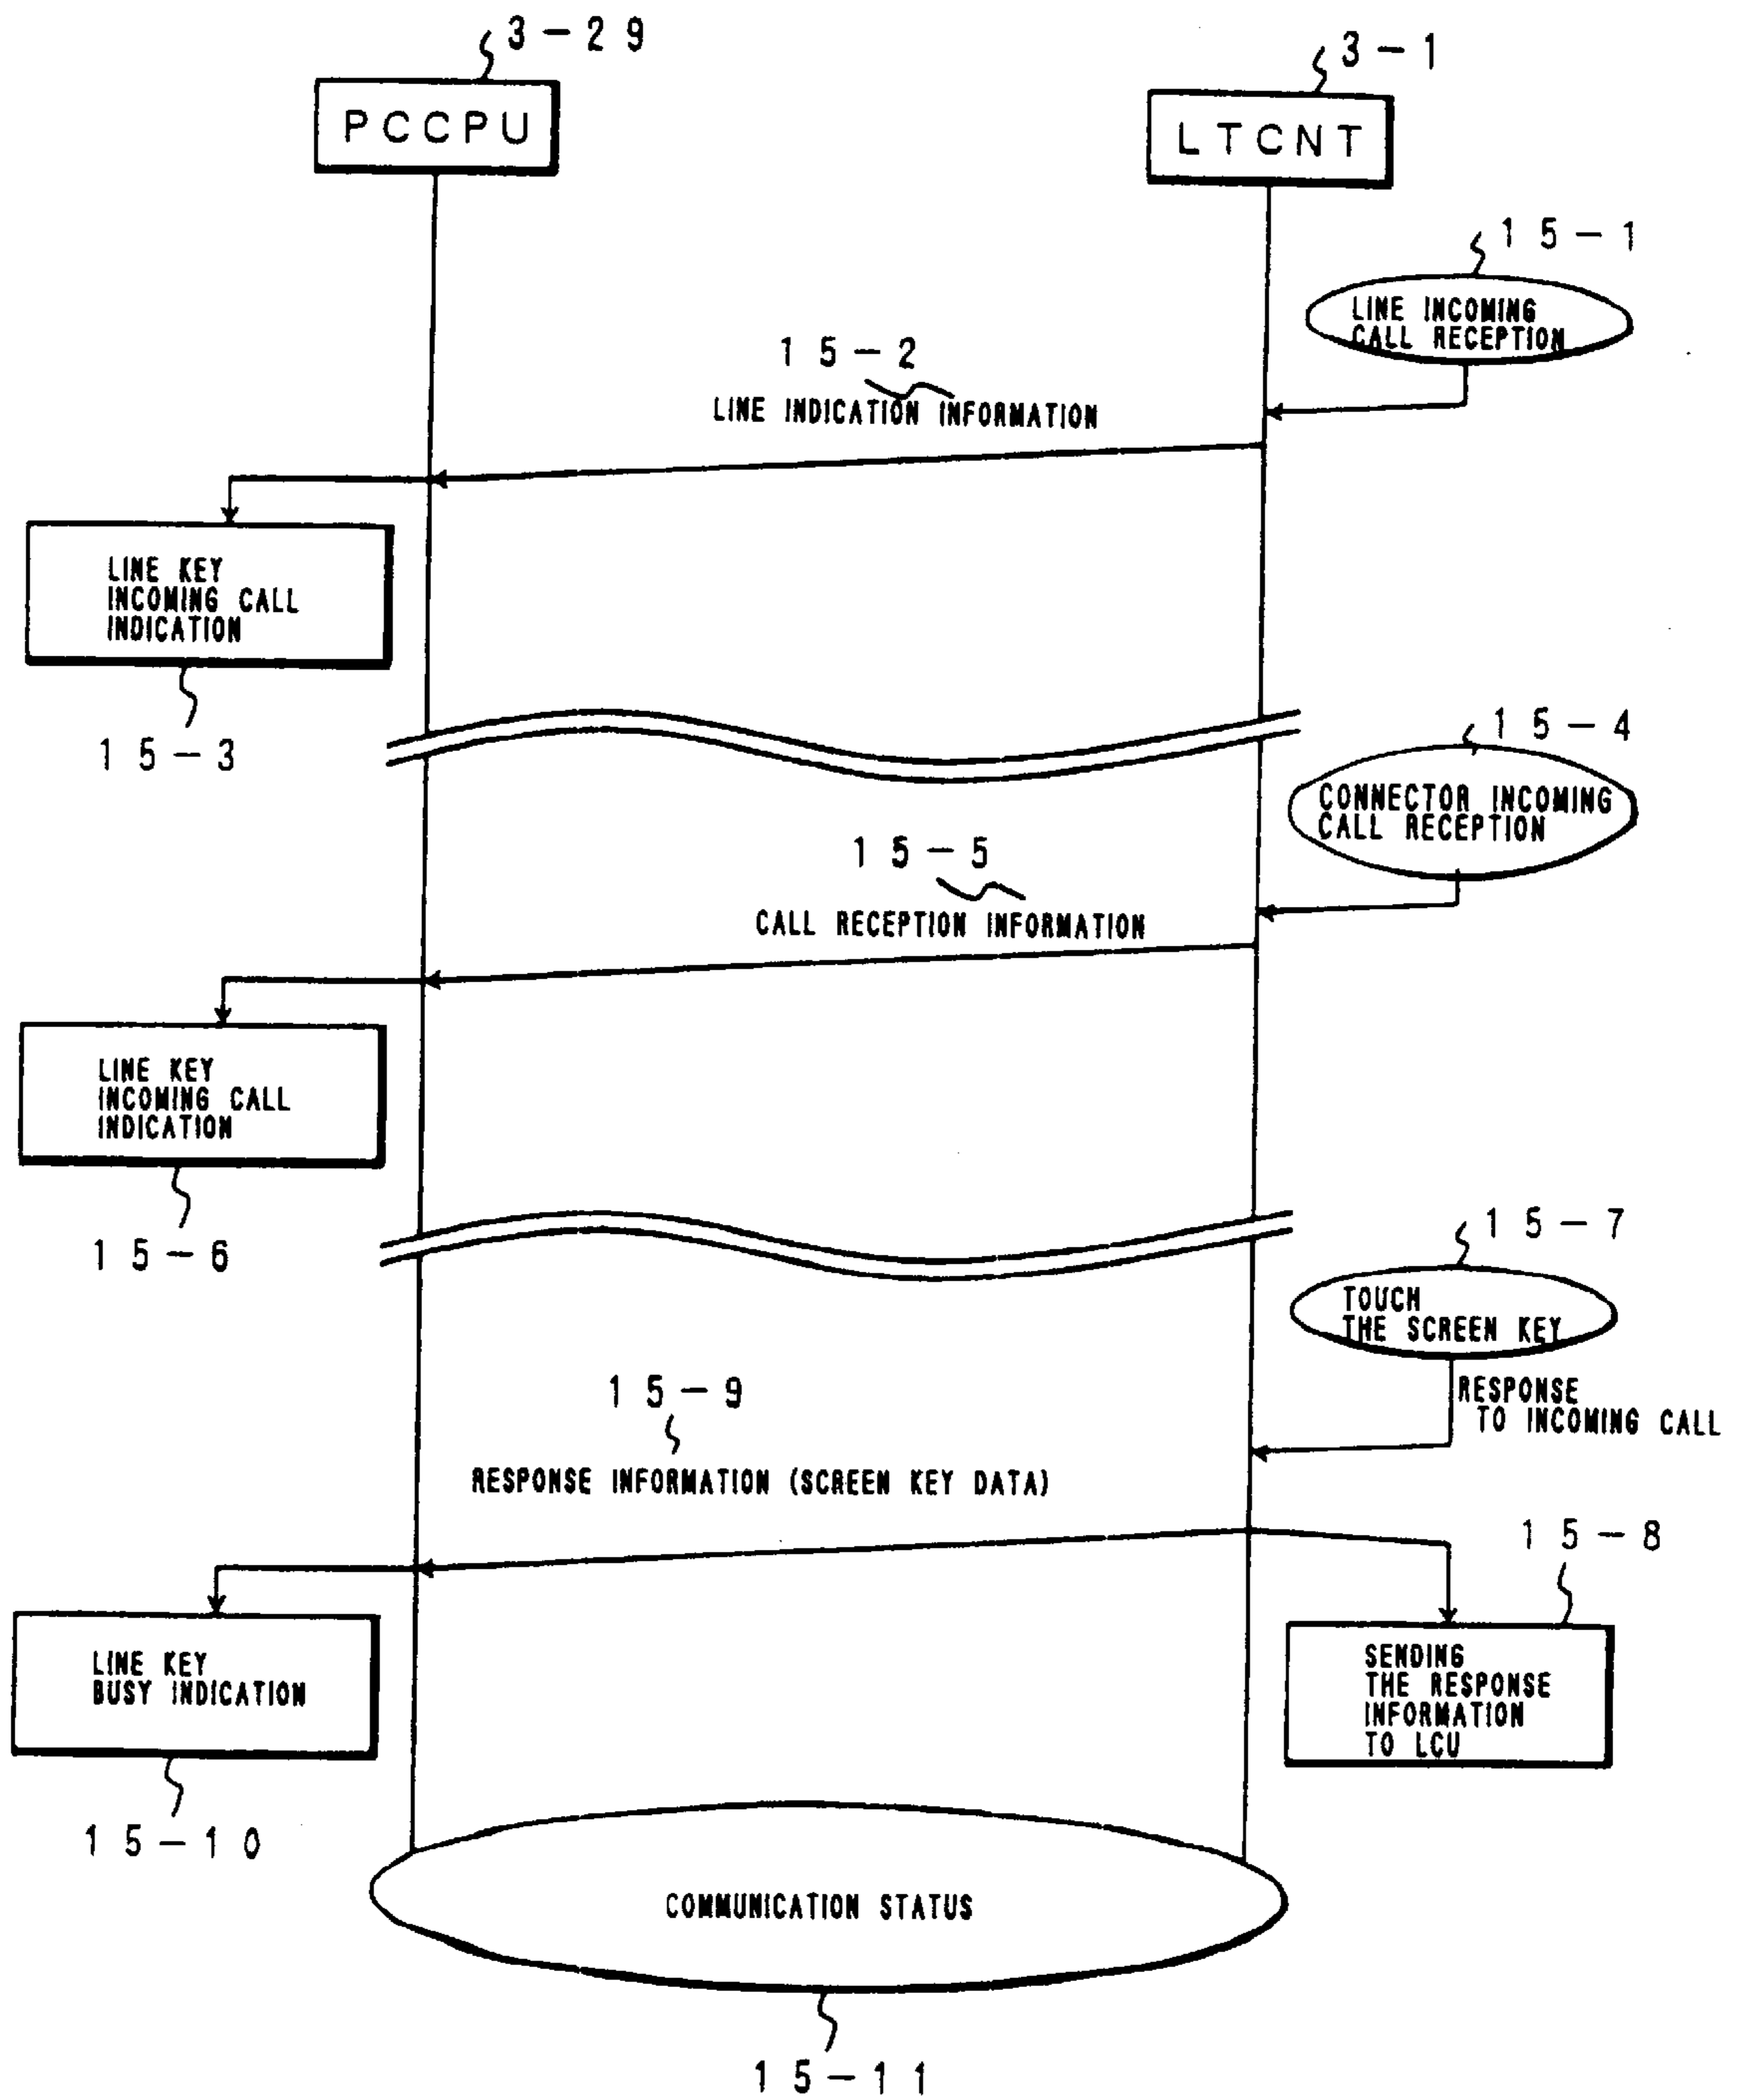 3-29
3-1
PCCPU
LTCNT
15-1
LINE INCOMING
CALL RECEPTION
15-2
LINE INDICATION INFORMATION
LINE KEY
INCOMING CALL
INDICATION
15-3
15-4
CONNECTOR INCOMING
CALL RECEPTION
15-5
CALL RECEPTION INFORMATION
LINE KEY
INCOMING CALL
INDICATION
15-6
15-7
TOUCH
THE SCREEN KEY
RESPONSE
TO INCOMING CALL
15-9
RESPONSE INFORMATION (SCREEN KEY DATA)
15-8
LINE KEY
BUSY INDICATION
SENDING
THE RESPONSE
INFORMATION
TO LCU
15-10
COMMUNICATION STATUS
15-11